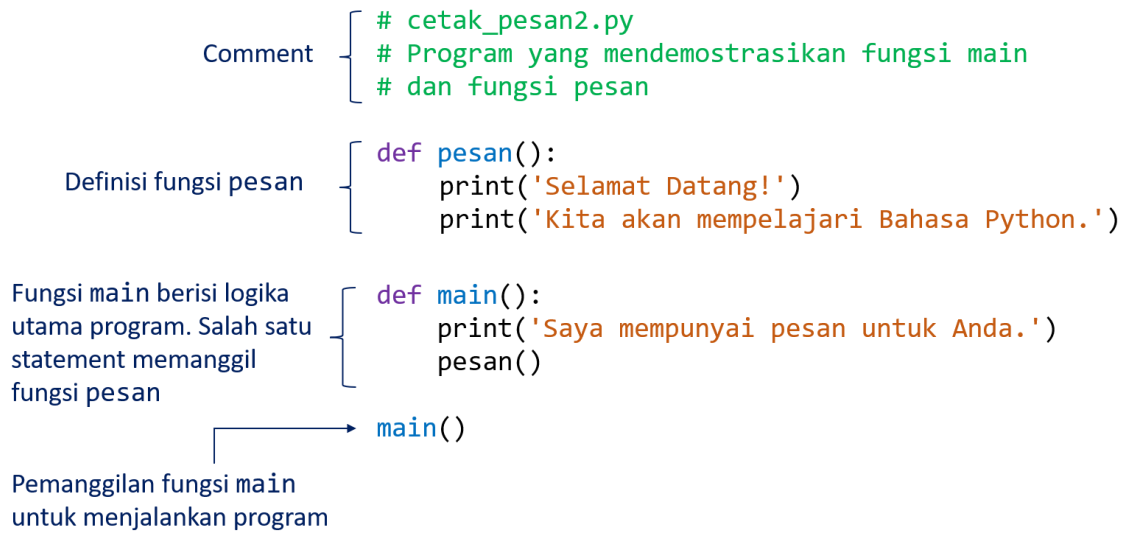 Comment
# cetak_pesan2.py
# Program yang mendemostrasikan fungsi main
# dan fungsi pesan
Definisi fungsi pesan
def pesan():
    print('Selamat Datang!')
    print('Kita akan mempelajari Bahasa Python.')
Fungsi main berisi logika
utama program. Salah satu
statement memanggil
fungsi pesan
def main():
    print('Saya mempunyai pesan untuk Anda.')
    pesan()
main()
Pemanggilan fungsi main
untuk menjalankan program